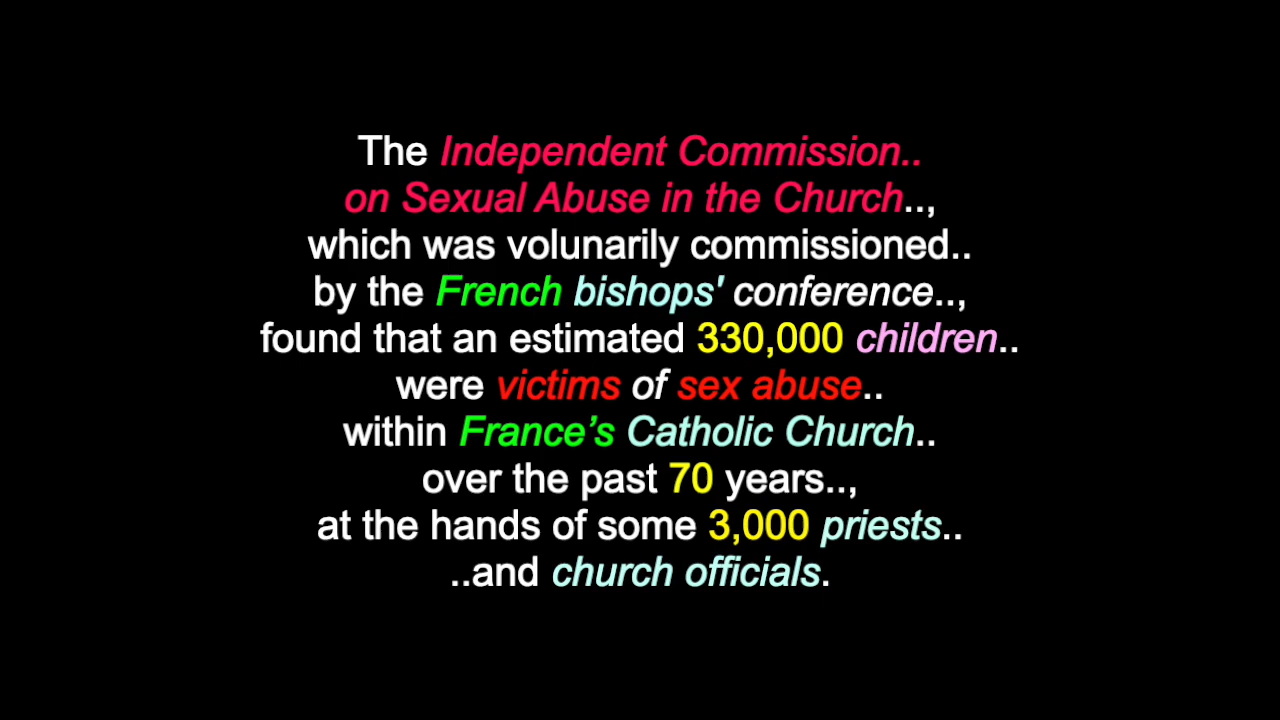 The Independent Commission..
on Sexual Abuse in the Church..,
which was volunarily commissioned..
by the French bishops' conference..,
found that an estimated 330,000 children..
were victims of sex abuse..
within France’s Catholic Church..
over the past 70 years..,
at the hands of some 3,000 priests..
..and church officials.